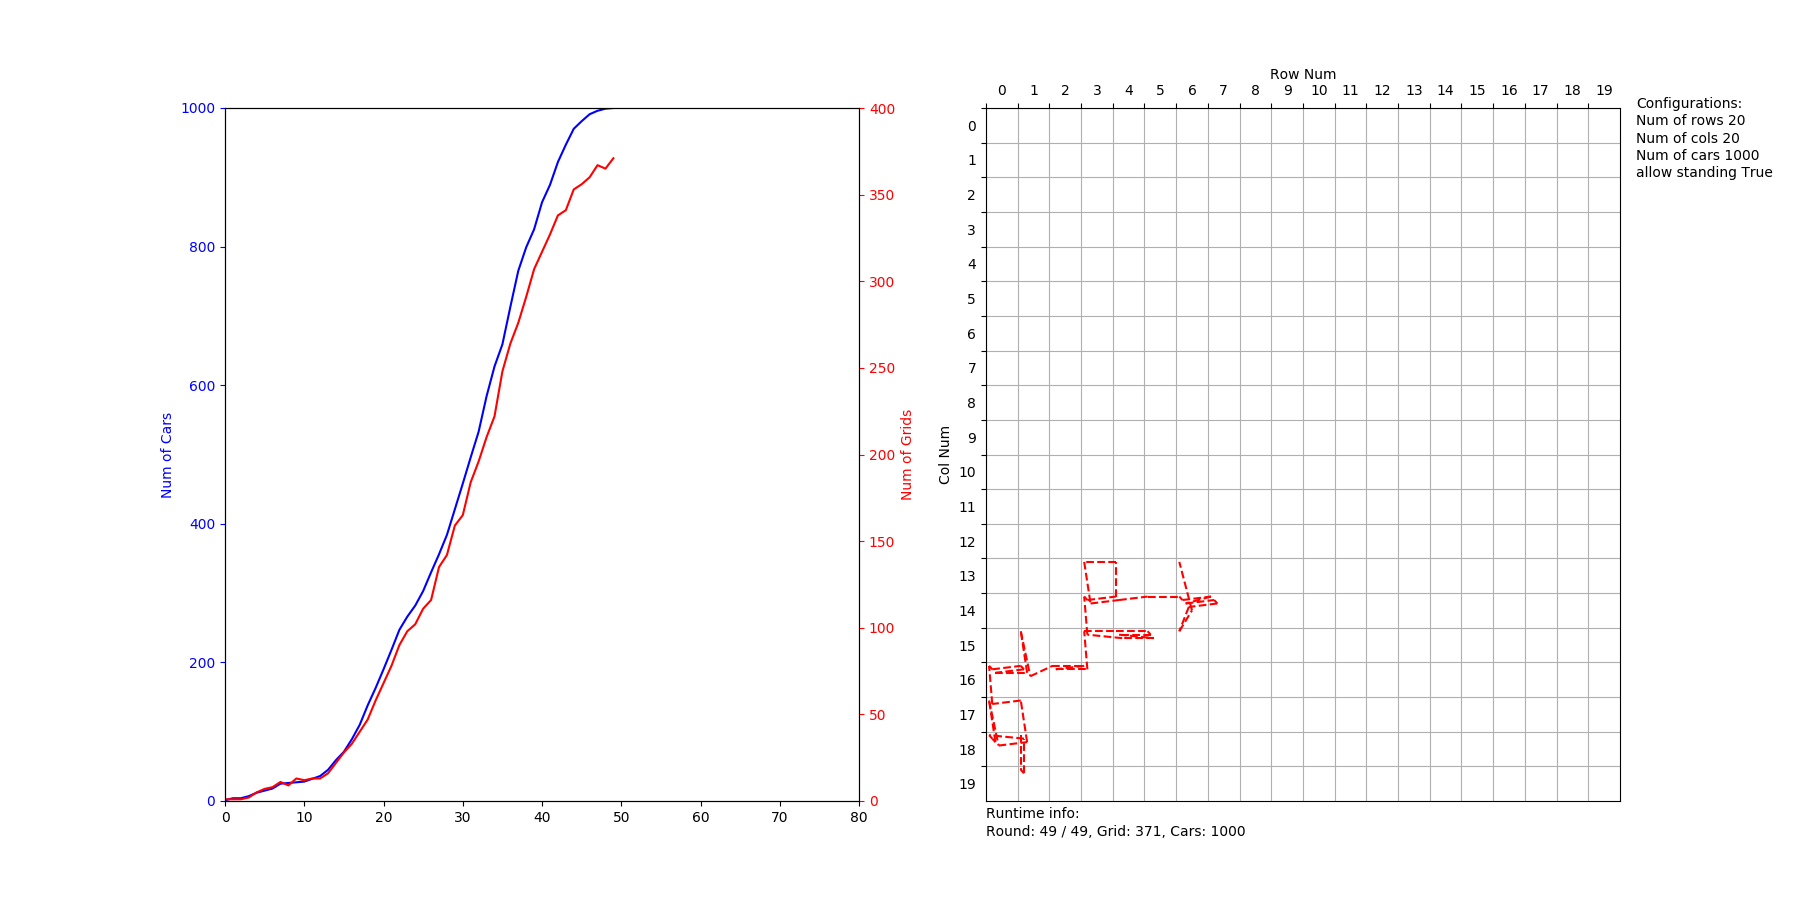 Row Num
0 1 2 3 4 5 6 7 8 9 10 11 12 13 14 15 16 17 18 19
Configurations:
Num of rows 20
Num of cols 20
Num of cars 1000
allow standing True
1000
800
600
400
200
0
Num of Cars
0 10 20 30 40 50 60 70 80
400
350
300
250
200
150
100
50
0
Num of Grids
Col Num
0
1
2
3
4
5
6
7
8
9
10
11
12
13
14
15
16
17
18
19
Runtime info:
Round: 49 / 49, Grid: 371, Cars: 1000